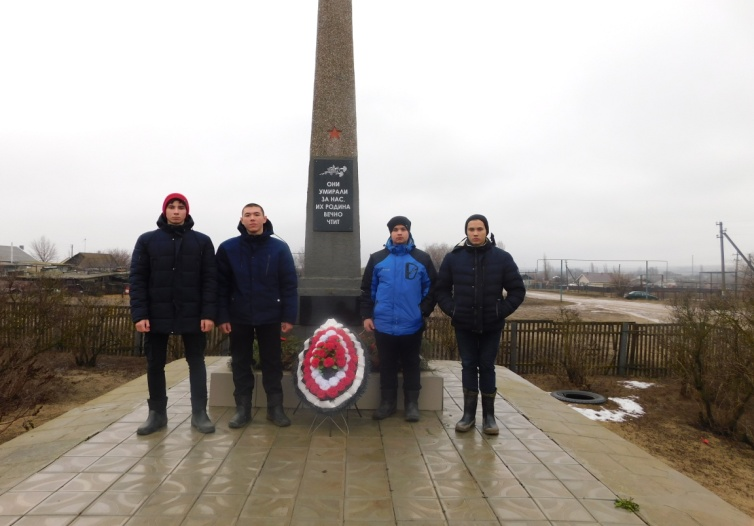 ОНИ
УМИРАЛИ
ЗА НАС,
ИХ РОДИНА
ВЕЧНО
ЧТИТ